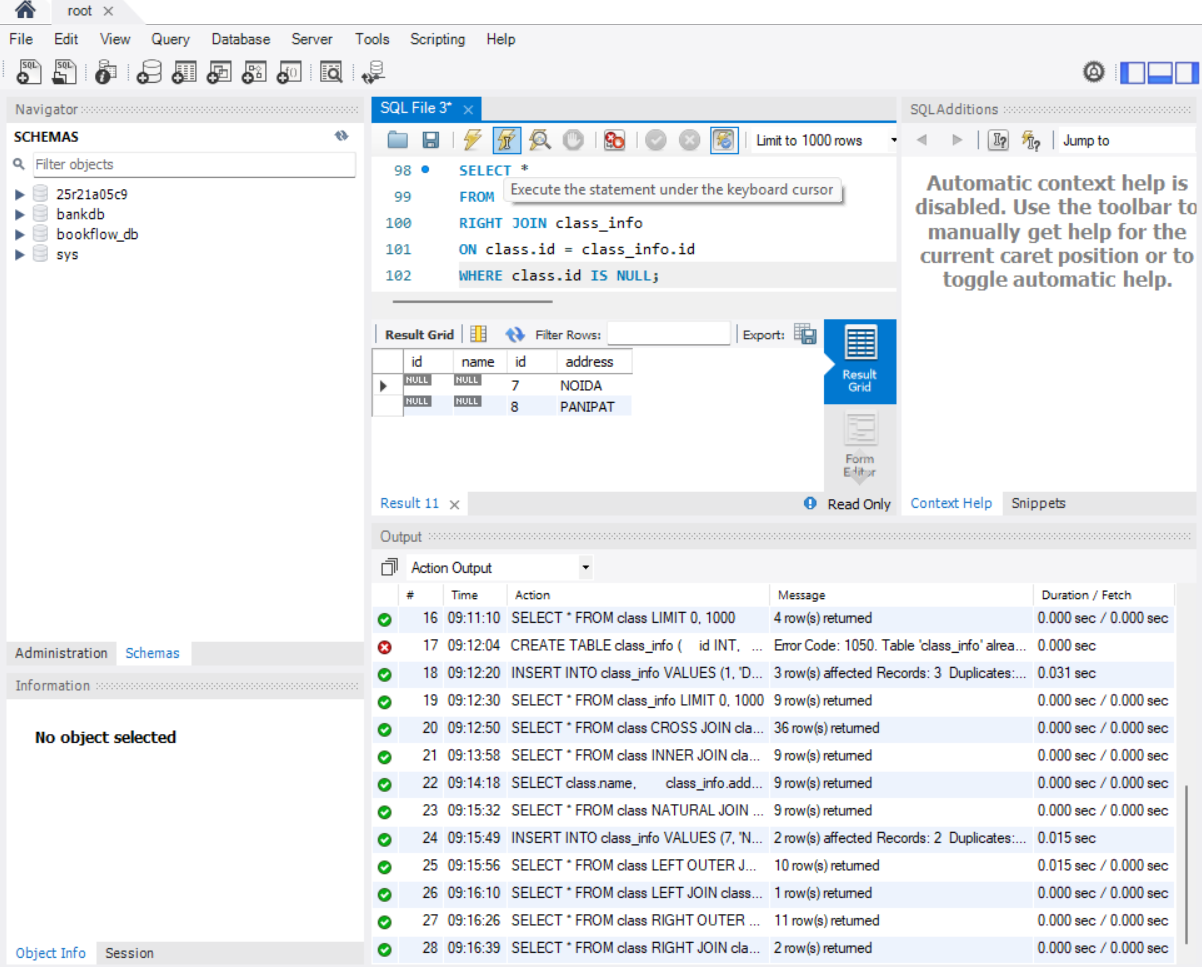 root ×
File Edit View Query Database Server Tools Scripting Help
Navigator
SCHEMAS
Filter objects
25r21a05c9
bankdb
bookflow_db
sys
Administration Schemas
Information
No object selected
Object Info Session
SQL File 3* ×
Limit to 1000 rows
98 SELECT *
Execute the statement under the keyboard cursor
99 FROM
100 RIGHT JOIN class_info
101 ON class.id = class_info.id
102 WHERE class.id IS NULL;
Result Grid Filter Rows: Export:
id name id address
NULL NULL 7 NOIDA
NULL NULL 8 PANIPAT
Result Grid
Form Editor
Result 11 × Read Only
SQLAdditions
Jump to
Automatic context help is
disabled. Use the toolbar to
manually get help for the
current caret position or to
toggle automatic help.
Context Help Snippets
Output
Action Output
# Time Action Message Duration / Fetch
16 09:11:10 SELECT * FROM class LIMIT 0, 1000 4 row(s) returned 0.000 sec / 0.000 sec
17 09:12:04 CREATE TABLE class_info ( id INT, ... Error Code: 1050. Table 'class_info' alrea... 0.000 sec
18 09:12:20 INSERT INTO class_info VALUES (1, 'D... 3 row(s) affected Records: 3 Duplicates:... 0.031 sec
19 09:12:30 SELECT * FROM class_info LIMIT 0, 1000 9 row(s) returned 0.000 sec / 0.000 sec
20 09:12:50 SELECT * FROM class CROSS JOIN cla... 36 row(s) returned 0.000 sec / 0.000 sec
21 09:13:58 SELECT * FROM class INNER JOIN cla... 9 row(s) returned 0.000 sec / 0.000 sec
22 09:14:18 SELECT class.name, class_info.add... 9 row(s) returned 0.000 sec / 0.000 sec
23 09:15:32 SELECT * FROM class NATURAL JOIN ... 9 row(s) returned 0.000 sec / 0.000 sec
24 09:15:49 INSERT INTO class_info VALUES (7, 'N... 2 row(s) affected Records: 2 Duplicates:... 0.015 sec
25 09:15:56 SELECT * FROM class LEFT OUTER J... 10 row(s) returned 0.015 sec / 0.000 sec
26 09:16:10 SELECT * FROM class LEFT JOIN class... 1 row(s) returned 0.000 sec / 0.000 sec
27 09:16:26 SELECT * FROM class RIGHT OUTER ... 11 row(s) returned 0.000 sec / 0.000 sec
28 09:16:39 SELECT * FROM class RIGHT JOIN cla... 2 row(s) returned 0.000 sec / 0.000 sec